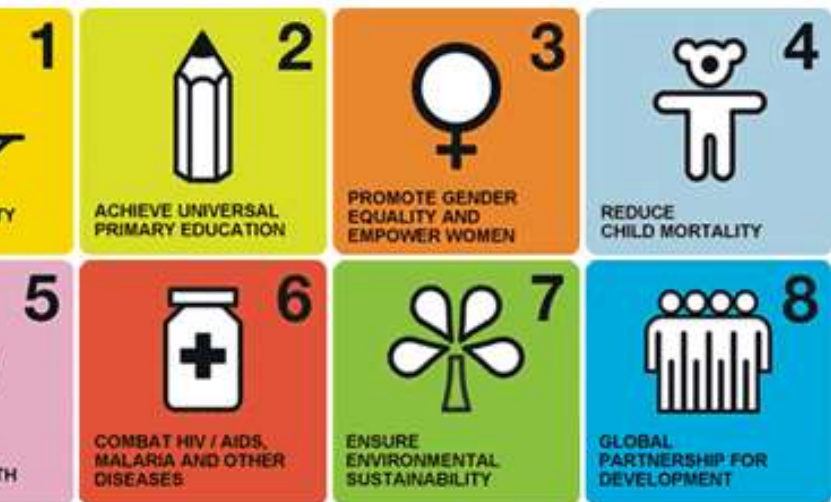 1
2
3
4
TY
ACHIEVE UNIVERSAL
PRIMARY EDUCATION
PROMOTE GENDER
EQUALITY AND
EMPOWER WOMEN
REDUCE
CHILD MORTALITY
5
6
7
8
TH
COMBAT HIV / AIDS,
MALARIA AND OTHER
DISEASES
ENSURE
ENVIRONMENTAL
SUSTAINABILITY
GLOBAL
PARTNERSHIP FOR
DEVELOPMENT